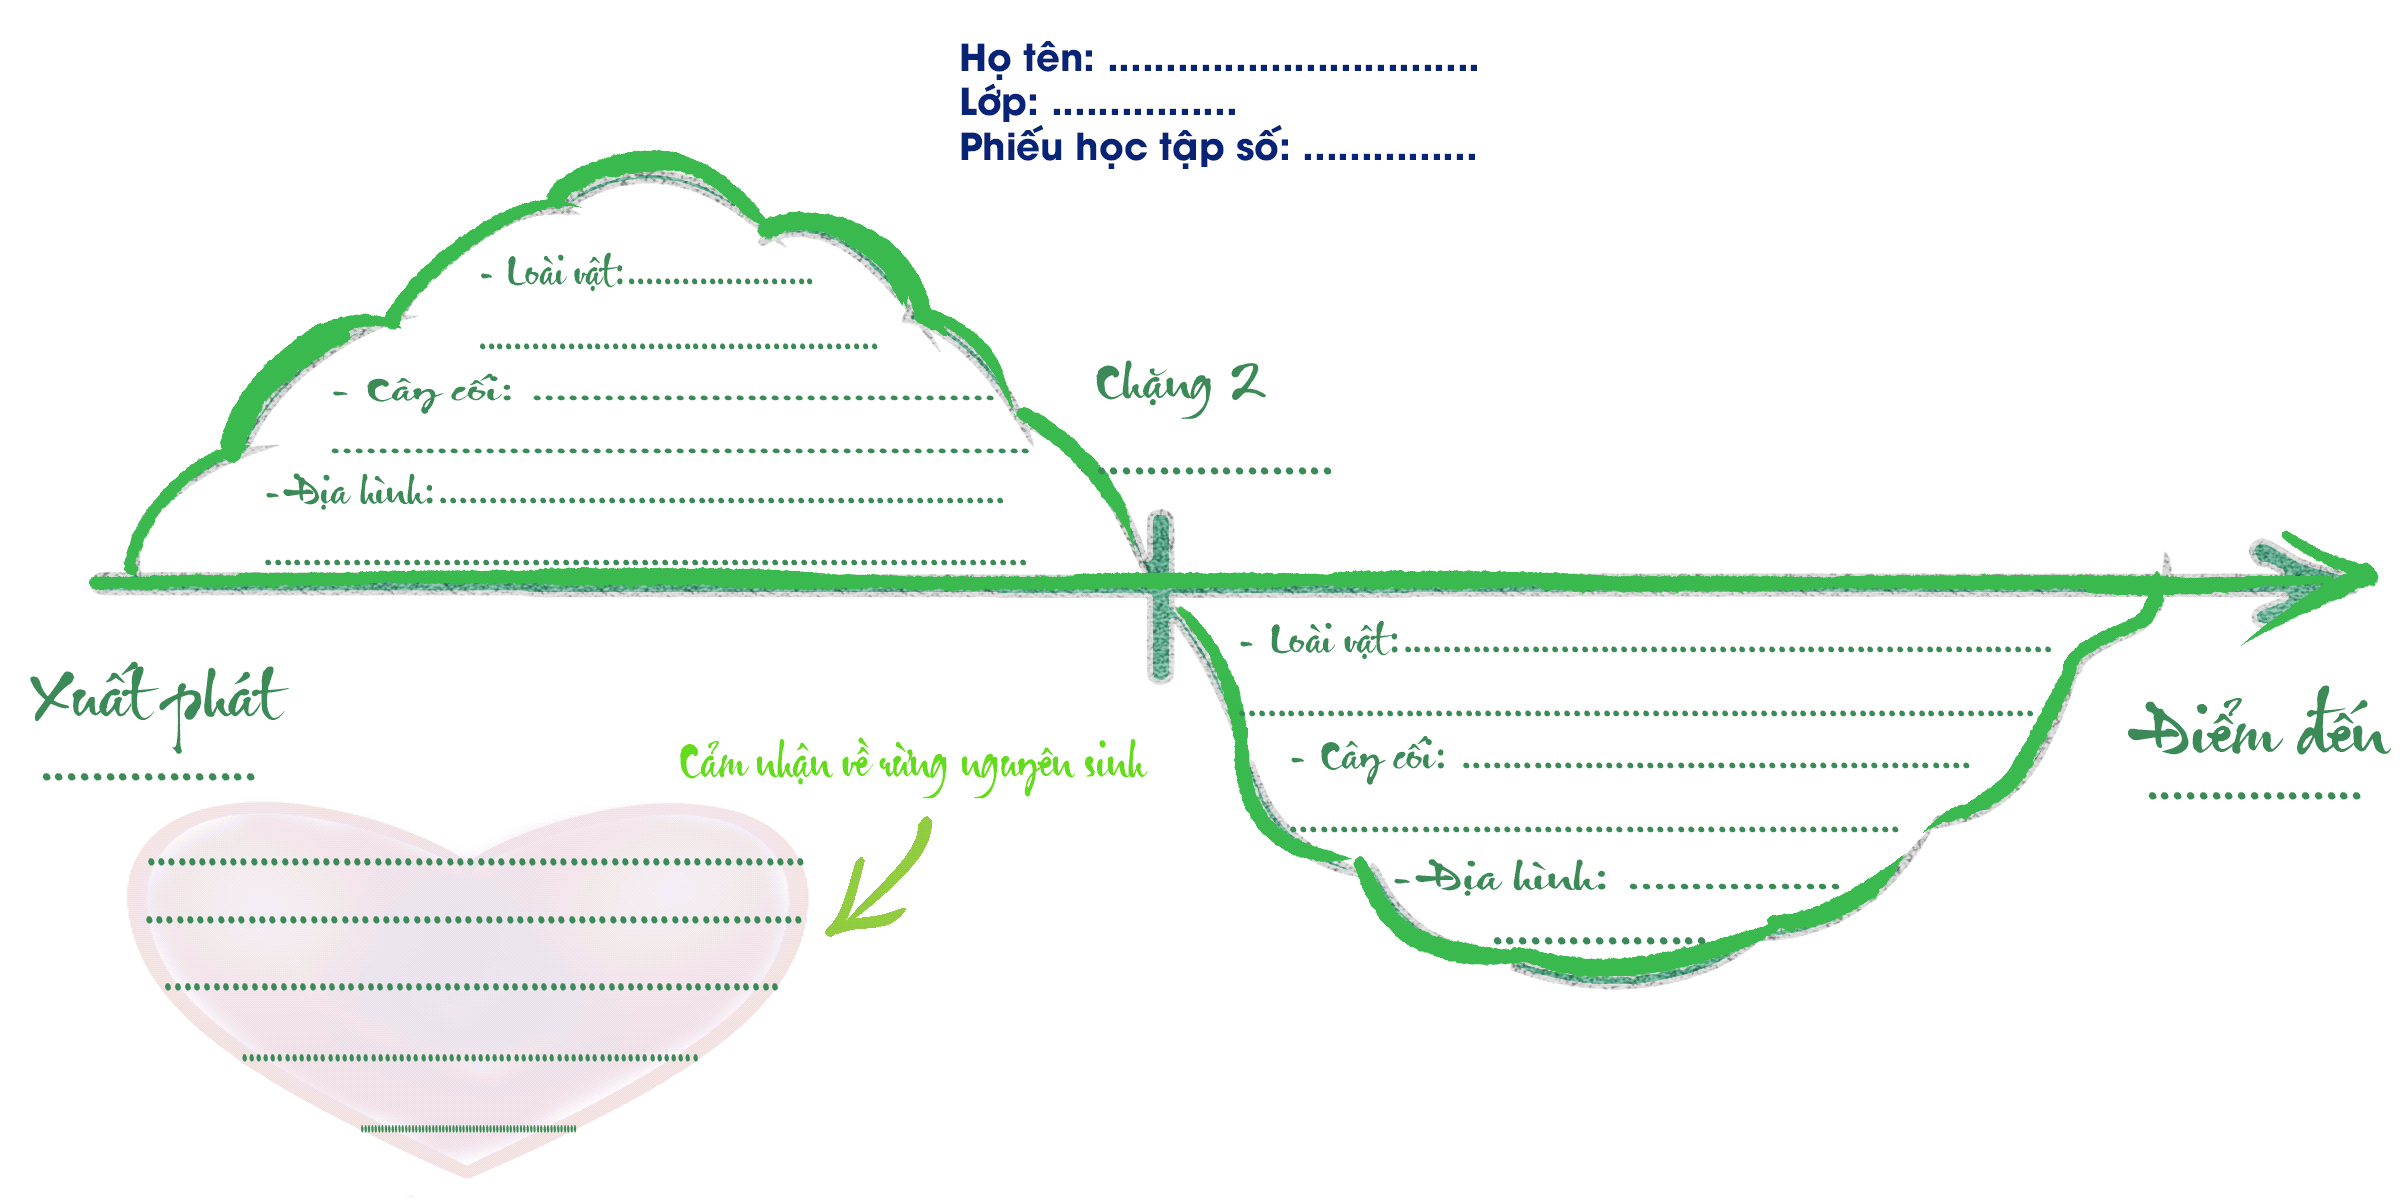 Họ tên: ................................
Lớp: ................
Phiếu học tập số: ...............
- Loài vật:.....................
............................................
- Cây cối: .......................................
...........................................................
- Địa hình:.........................................................
.............................................................................
Chặng 2
...................
- Loài vật:.................................................................
................................................................................
- Cây cối: ...................................................
.............................................................
- Địa hình: .................
.................
Xuất phát
.................
Điểm đến
.................
Cảm nhận về rừng nguyên sinh
.................................................................
.................................................................
.............................................................
................................................................
.................................................................